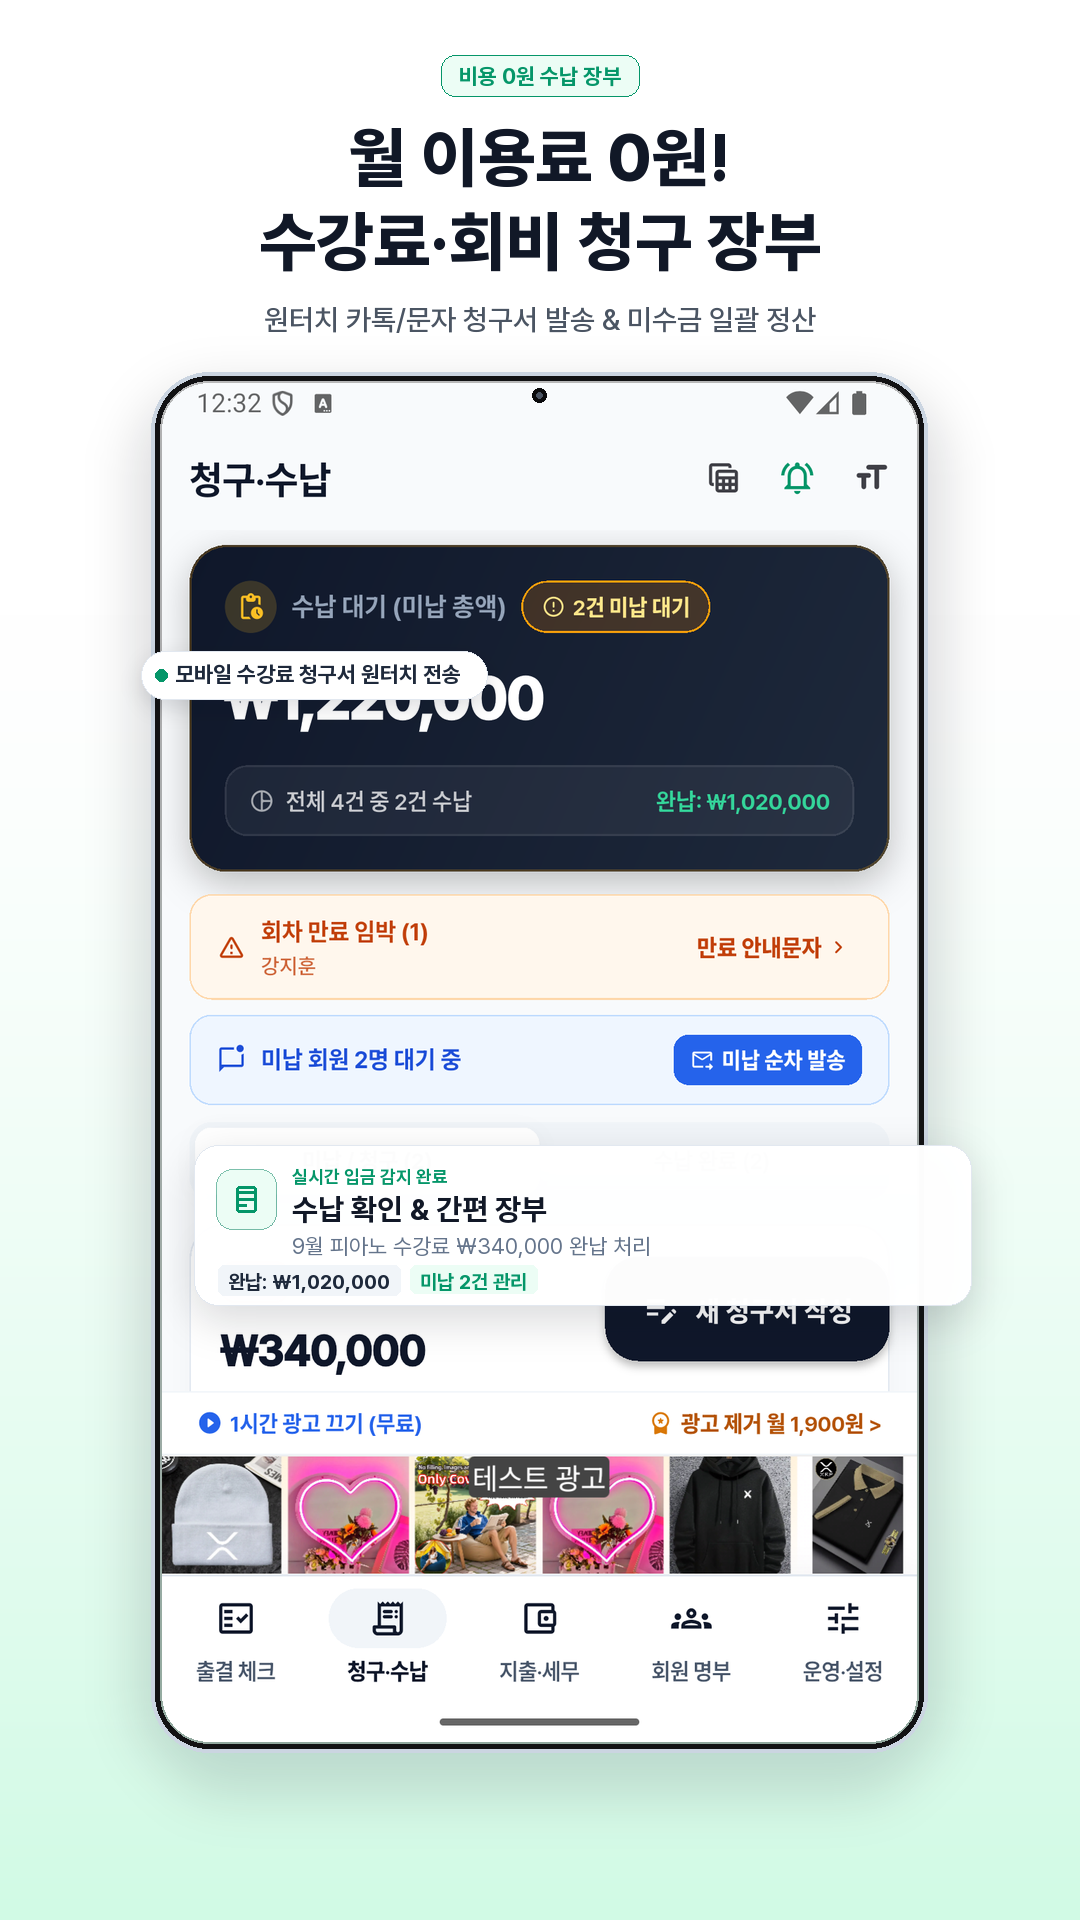 비용 0원 수납 장부
월 이용료 0원!
수강료·회비 청구 장부
원터치 카톡/문자 청구서 발송 & 미수금 일괄 정산
12:32
A
청구·수납
수납 대기 (미납 총액)
2건 미납 대기
모바일 수강료 청구서 원터치 전송
₩1,220,000
전체 4건 중 2건 수납
완납: ₩1,020,000
회차 만료 임박 (1)
강지훈
만료 안내문자 >
미납 회원 2명 대기 중
미납 순차 발송
실시간 입금 감지 완료
수납 확인 & 간편 장부
9월 피아노 수강료 ₩340,000 완납 처리
완납: ₩1,020,000
미납 2건 관리
새 청구서 작성
₩340,000
1시간 광고 끄기 (무료)
광고 제거 월 1,900원 >
Only Cov
테스트 광고
출결 체크
청구·수납
지출·세무
회원 명부
운영·설정